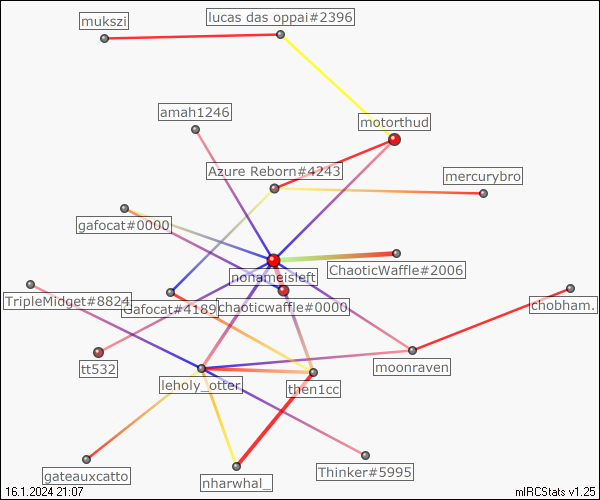 mukszi
lucas das oppai#2396
amah1246
motorthud
Azure Reborn#4243
mercurybro
gafocat#0000
nonameisleft
ChaoticWaffle#2006
TripleMidget#8824
Gafocat#4189
chaoticwaffle#0000
chobham.
tt532
leholy_otter
then1cc
moonraven
gateauxcatto
nharwhal_
Thinker#5995
16.1.2024 21:07
mIRCStats v1.25